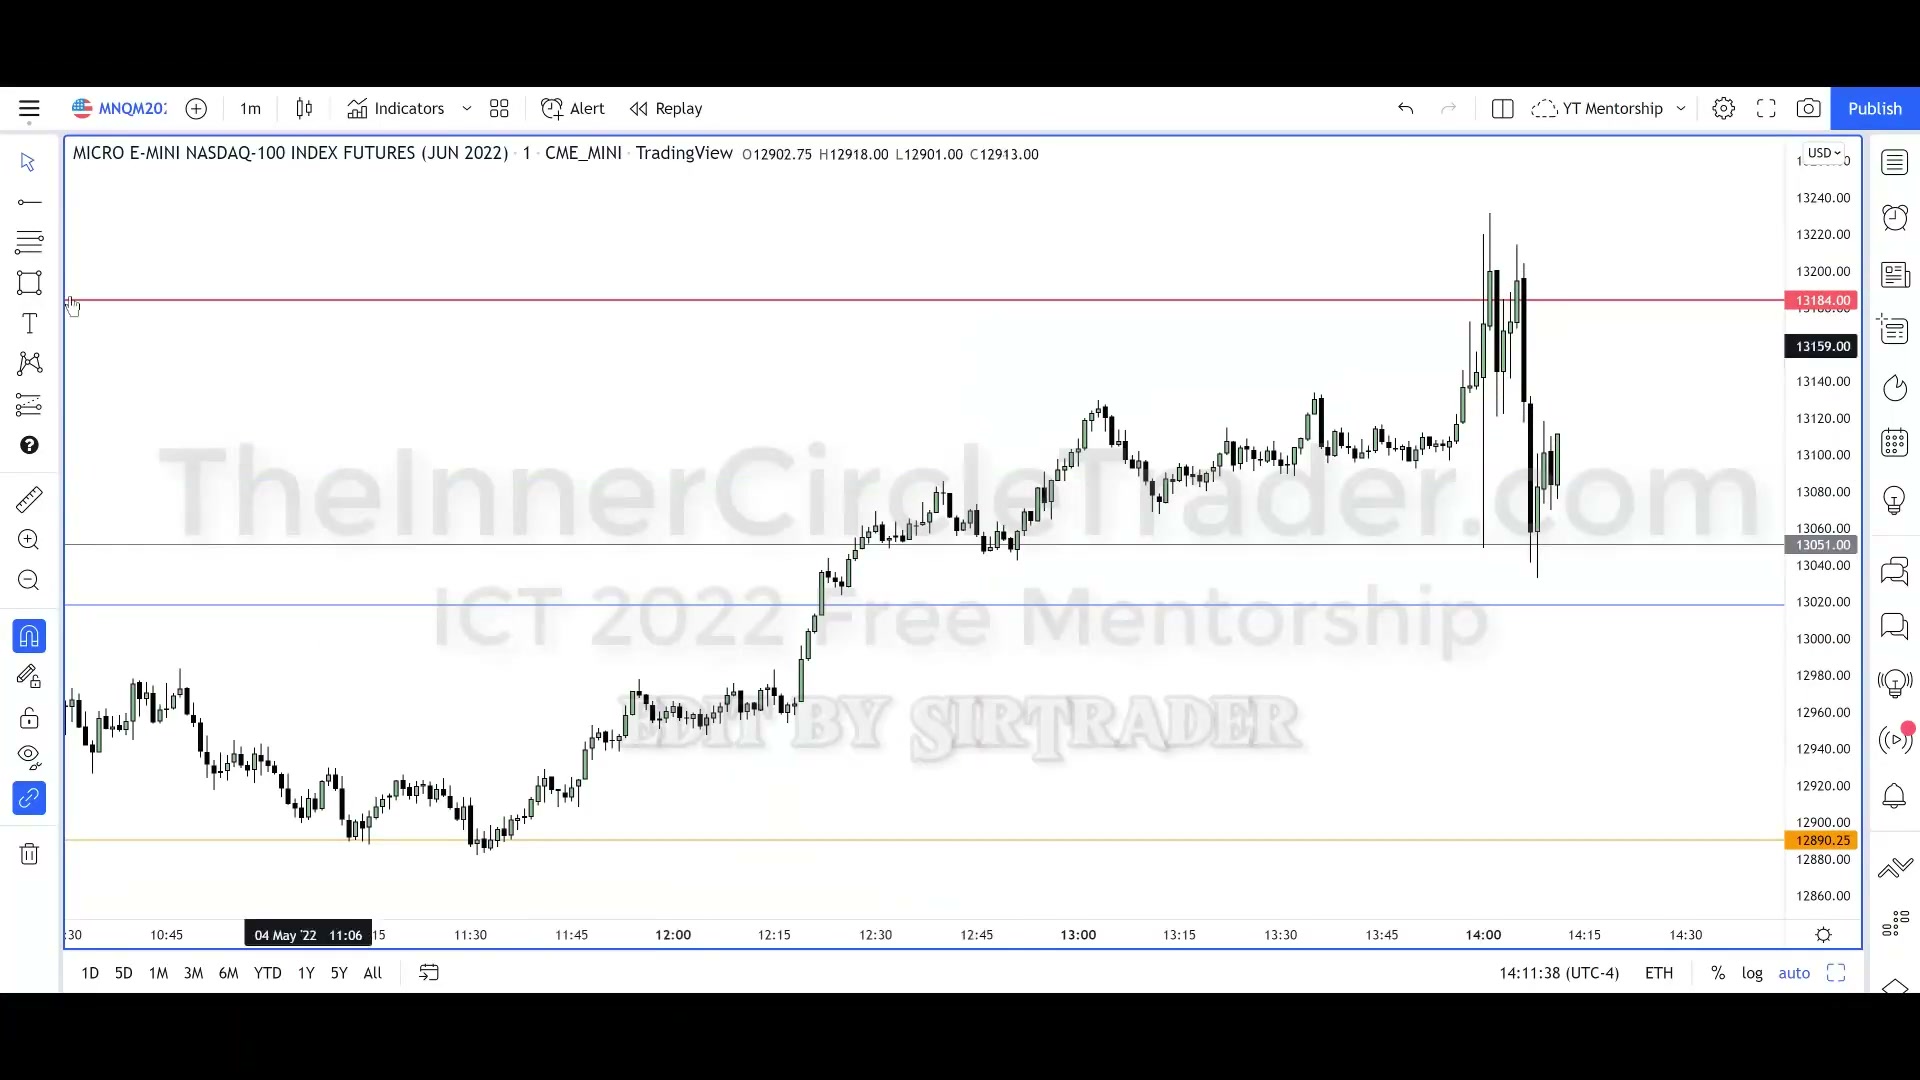 MNQM202
1m
Indicators
Alert
Replay
YT Mentorship
Publish
MICRO E-MINI NASDAQ-100 INDEX FUTURES (JUN 2022) · 1 · CME_MINI · TradingView O12902.75 H12918.00 L12901.00 C12913.00
USD
13240.00
13220.00
13200.00
13184.00
13159.00
13140.00
13120.00
13100.00
13080.00
13060.00
13051.00
13040.00
13020.00
13000.00
12980.00
12960.00
12940.00
12920.00
12900.00
12890.25
12880.00
12860.00
TheInnerCircleTrader.com
ICT 2022 Free Mentorship
EDIT BY SIRTRADER
:30 10:45 04 May '22 11:06 :15 11:30 11:45 12:00 12:15 12:30 12:45 13:00 13:15 13:30 13:45 14:00 14:15 14:30
1D 5D 1M 3M 6M YTD 1Y 5Y All
14:11:38 (UTC-4) ETH % log auto